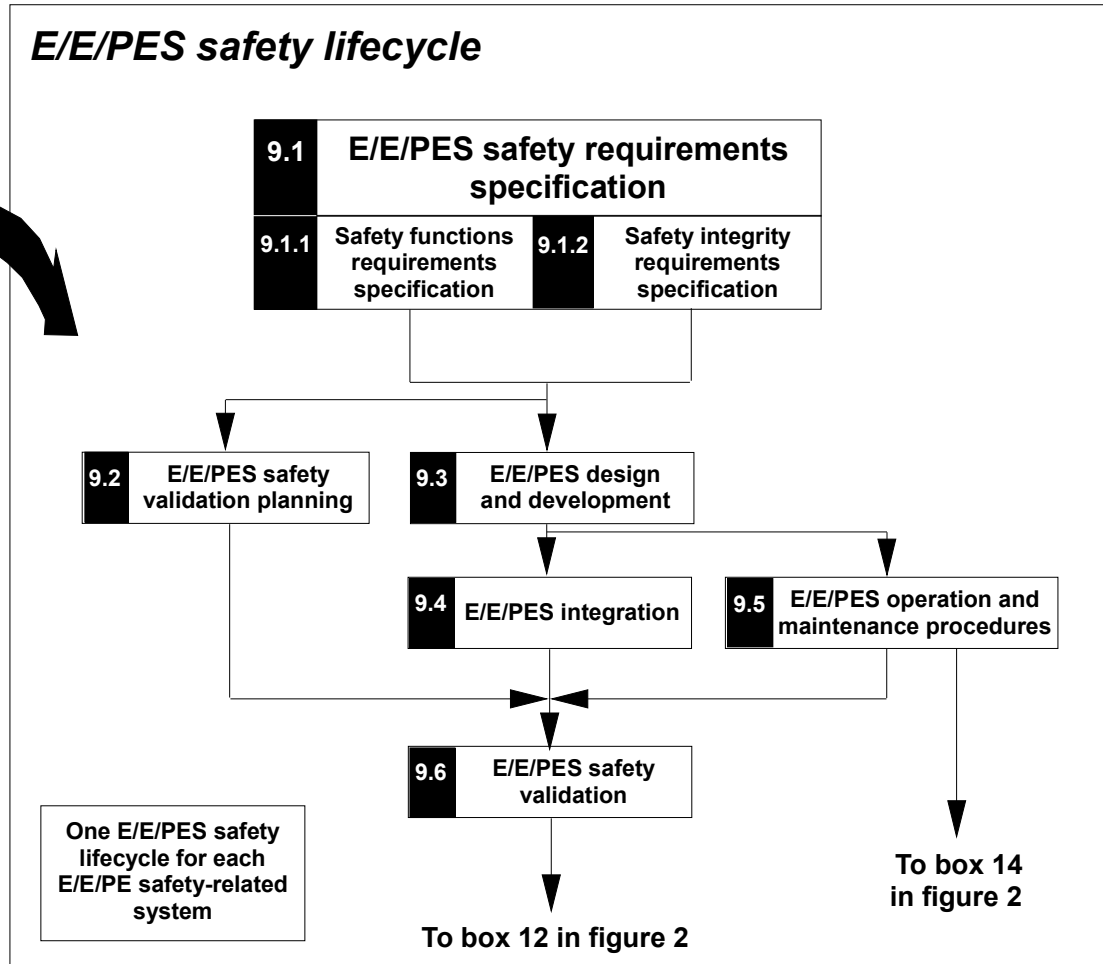 E/E/PES safety lifecycle
9.1 E/E/PES safety requirements
specification
9.1.1 Safety functions
requirements
specification
9.1.2 Safety integrity
requirements
specification
9.2 E/E/PES safety
validation planning
9.3 E/E/PES design
and development
9.4 E/E/PES integration
9.5 E/E/PES operation and
maintenance procedures
9.6 E/E/PES safety
validation
One E/E/PES safety
lifecycle for each
E/E/PE safety-related
system
To box 14
in figure 2
To box 12 in figure 2